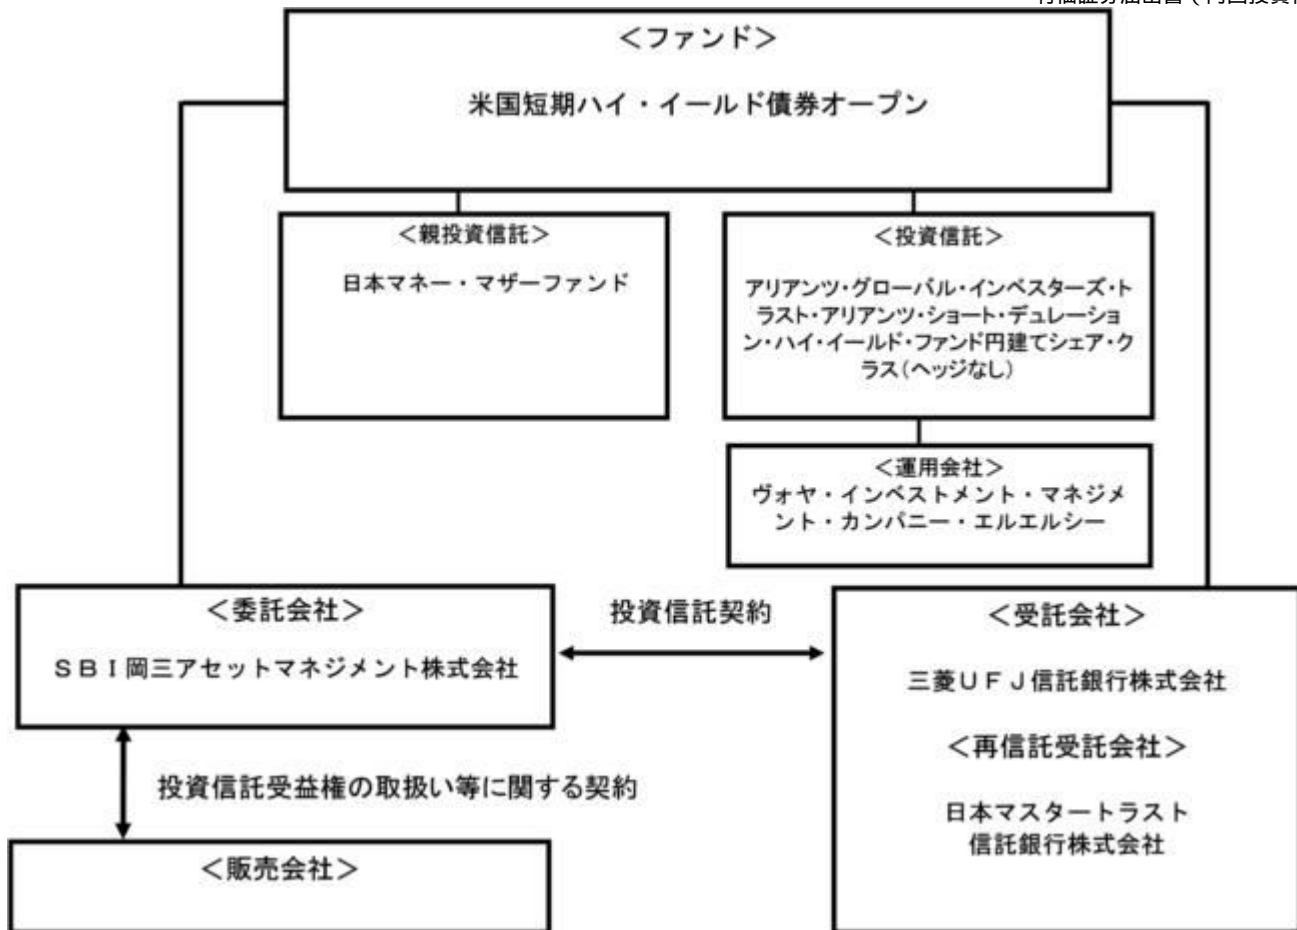 ＜ファンド＞
米国短期ハイ・イールド債券オープン
＜親投資信託＞
日本マネー・マザーファンド
＜投資信託＞
アリアンツ・グローバル・インベスターズ・ト
ラスト・アリアンツ・ショート・デュレーショ
ン・ハイ・イールド・ファンド円建てシェア・ク
ラス（ヘッジなし）
＜運用会社＞
ヴォヤ・インベストメント・マネジメ
ント・カンパニー・エルエルシー
＜委託会社＞
ＳＢＩ岡三アセットマネジメント株式会社
投資信託契約
＜受託会社＞
三菱ＵＦＪ信託銀行株式会社
＜再信託受託会社＞
日本マスタートラスト
信託銀行株式会社
投資信託受益権の取扱い等に関する契約
＜販売会社＞